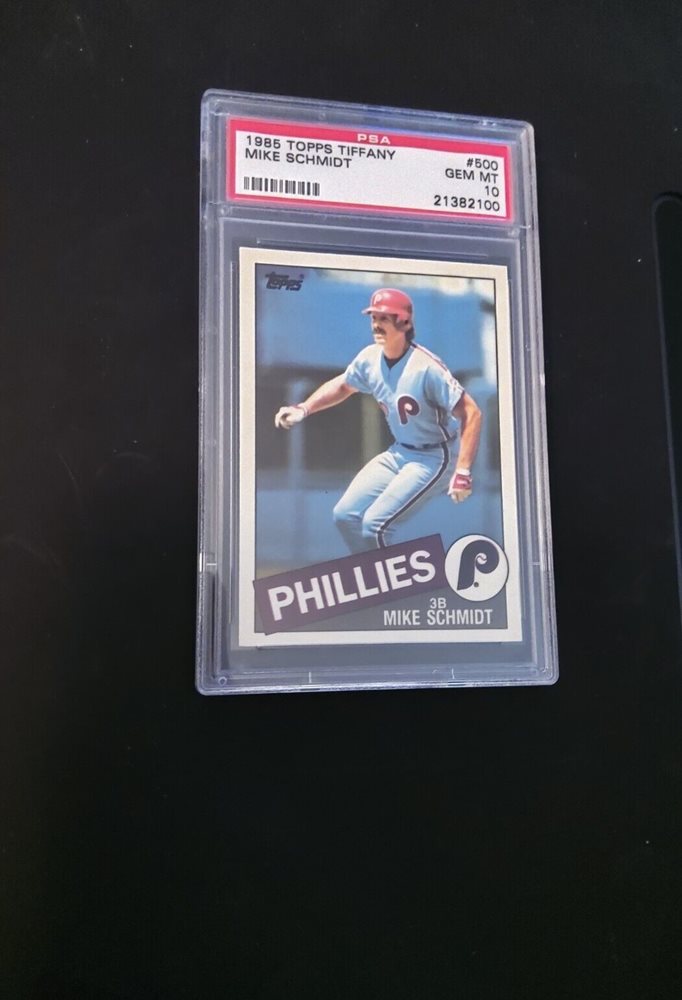 PSA
1985 TOPPS TIFFANY
#500
MIKE SCHMIDT
GEM MT
10
21382100
Topps
P
P
PHILLIES
P
3B
MIKE SCHMIDT